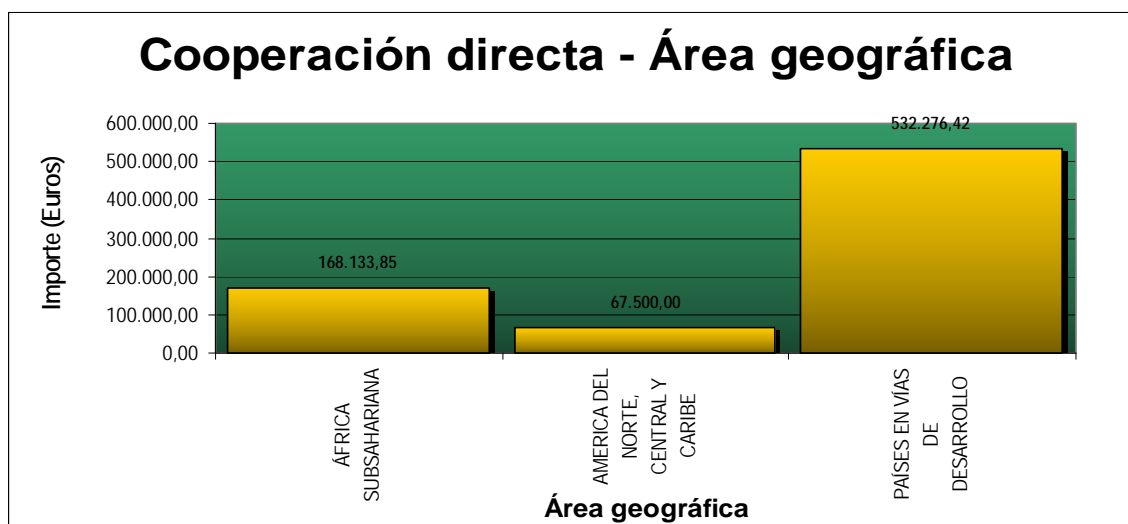 Cooperación directa - Área geográfica
Importe (Euros)
600.000,00
500.000,00
400.000,00
300.000,00
200.000,00
100.000,00
0,00
168.133,85
67.500,00
532.276,42
ÁFRICA
SUBSAHARIANA
AMERICA DEL
NORTE,
CENTRAL Y
CARIBE
PAÍSES EN VÍAS
DE
DESARROLLO
Área geográfica